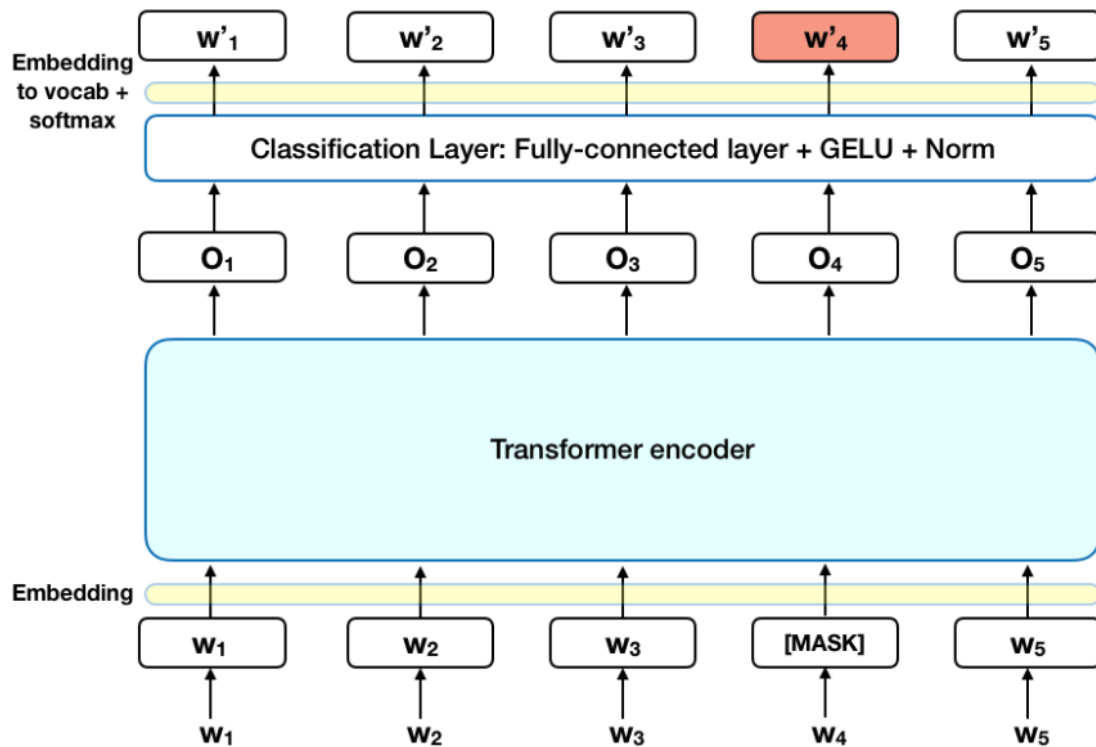 w'₁ w'₂ w'₃ w'₄ w'₅
Embedding
to vocab +
softmax
Classification Layer: Fully-connected layer + GELU + Norm
O₁ O₂ O₃ O₄ O₅
Transformer encoder
Embedding
W₁ W₂ W₃ [MASK] W₅
W₁ W₂ W₃ W₄ W₅